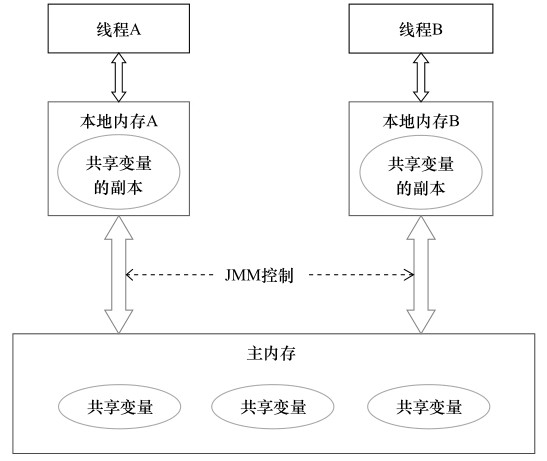 线程A
线程B
本地内存A
共享变量
的副本
本地内存B
共享变量
的副本
JMM控制
主内存
共享变量
共享变量
共享变量